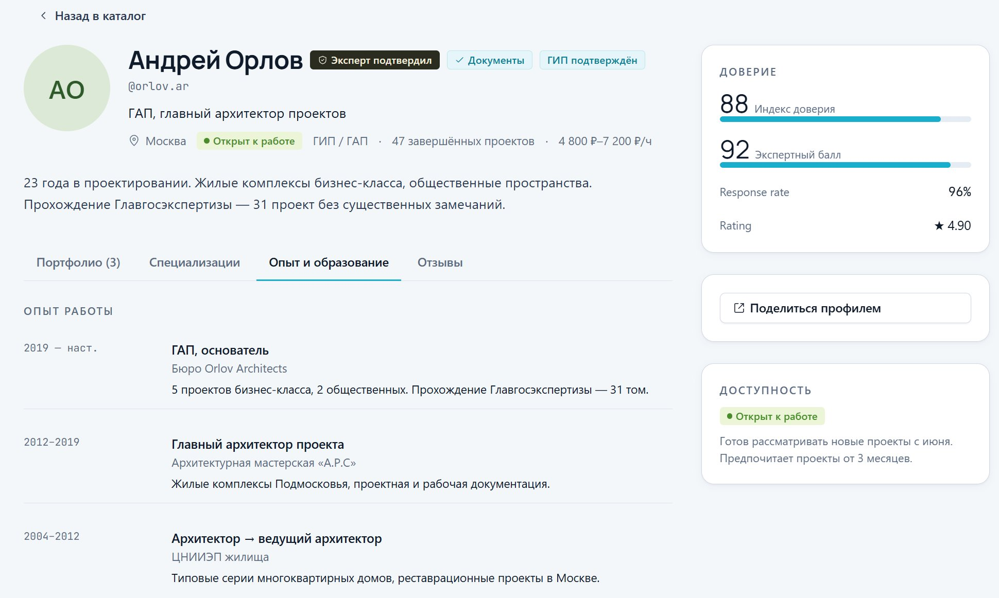 Назад в каталог
АО
Андрей Орлов
Эксперт подтвердил
Документы
ГИП подтверждён
@orlov.ar
ГАП, главный архитектор проектов
Москва
Открыт к работе
ГИП / ГАП · 47 завершённых проектов · 4 800 ₽–7 200 ₽/ч
23 года в проектировании. Жилые комплексы бизнес-класса, общественные пространства.
Прохождение Главгосэкспертизы — 31 проект без существенных замечаний.
Портфолио (3)
Специализации
Опыт и образование
Отзывы
ОПЫТ РАБОТЫ
2019 — наст.
ГАП, основатель
Бюро Orlov Architects
5 проектов бизнес-класса, 2 общественных. Прохождение Главгосэкспертизы — 31 том.
2012–2019
Главный архитектор проекта
Архитектурная мастерская «А.Р.С»
Жилые комплексы Подмосковья, проектная и рабочая документация.
2004–2012
Архитектор → ведущий архитектор
ЦНИИЭП жилища
Типовые серии многоквартирных домов, реставрационные проекты в Москве.
ДОВЕРИЕ
88 Индекс доверия
92 Экспертный балл
Response rate 96%
Rating ★ 4.90
Поделиться профилем
ДОСТУПНОСТЬ
Открыт к работе
Готов рассматривать новые проекты с июня.
Предпочитает проекты от 3 месяцев.